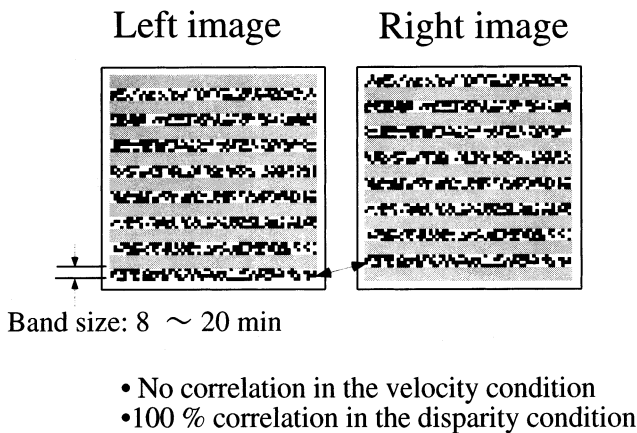 Left image
Right image
Band size: 8 ～ 20 min
• No correlation in the velocity condition
•100 % correlation in the disparity condition